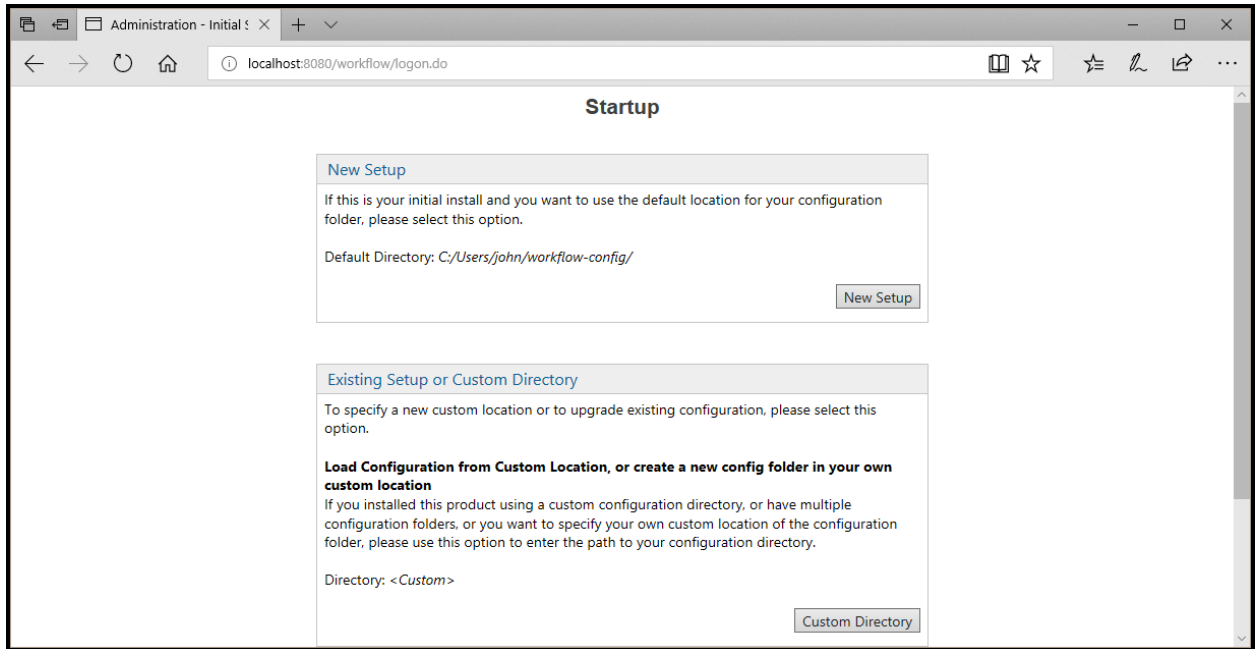 Administration - Initial S
localhost:8080/workflow/logon.do
Startup
New Setup
If this is your initial install and you want to use the default location for your configuration
folder, please select this option.
Default Directory: C:/Users/john/workflow-config/
New Setup
Existing Setup or Custom Directory
To specify a new custom location or to upgrade existing configuration, please select this
option.
Load Configuration from Custom Location, or create a new config folder in your own
custom location
If you installed this product using a custom configuration directory, or have multiple
configuration folders, or you want to specify your own custom location of the configuration
folder, please use this option to enter the path to your configuration directory.
Directory: <Custom>
Custom Directory